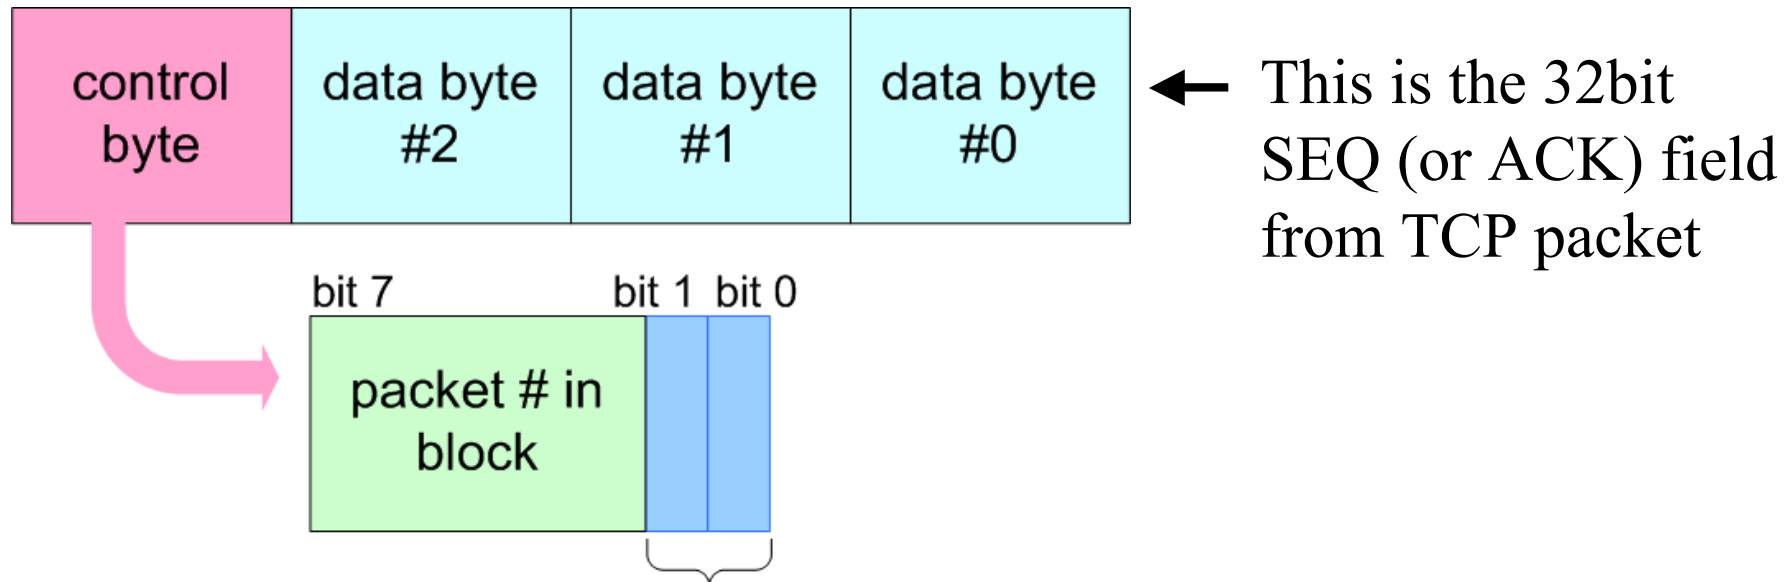 control
byte
data byte
#2
data byte
#1
data byte
#0
This is the 32bit
SEQ (or ACK) field
from TCP packet
bit 7
bit 1
bit 0
packet # in
block